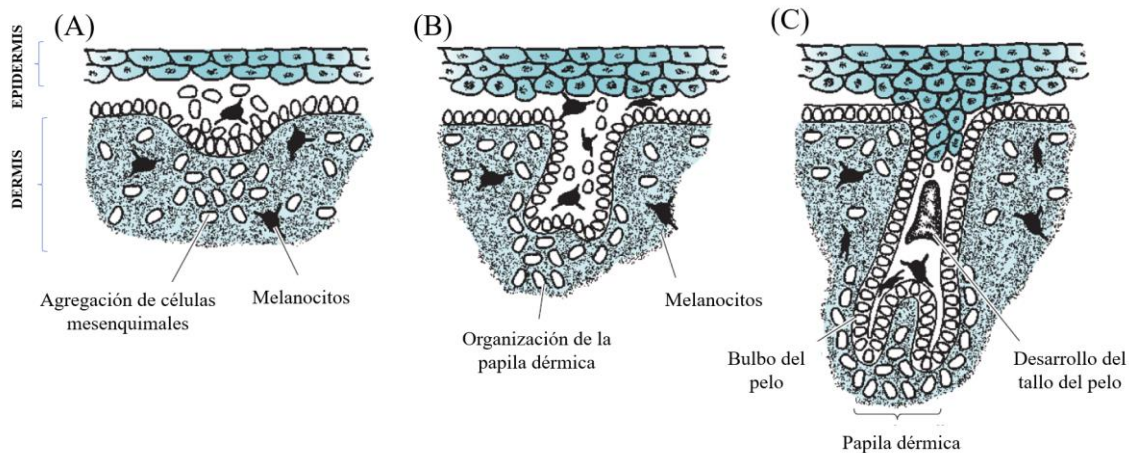 (A)
(B)
(C)
EPIDERMIS
DERMIS
Agregación de células
mesenquimales
Melanocitos
Organización de la
papila dérmica
Melanocitos
Bulbo del
pelo
Desarrollo del
tallo del pelo
Papila dérmica